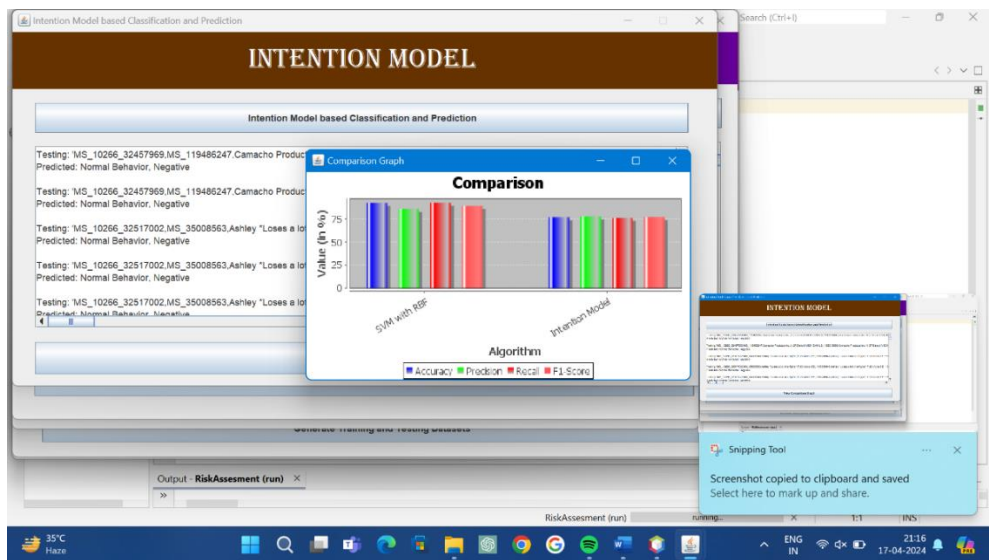 Intention Model based Classification and Prediction
Search (Ctrl+I)
INTENTION MODEL
Intention Model based Classification and Prediction
Testing: 'MS_10266_32457969,MS_119486247,Camacho Produc
Predicted: Normal Behavior, Negative
Testing: 'MS_10266_32457969,MS_119486247,Camacho Produc
Predicted: Normal Behavior, Negative
Testing: 'MS_10266_32517002,MS_35008563,Ashley "Loses a lo
Predicted: Normal Behavior, Negative
Testing: 'MS_10266_32517002,MS_35008563,Ashley "Loses a lo
Predicted: Normal Behavior, Negative
Testing: 'MS_10266_32517002,MS_35008563,Ashley "Loses a lo
Predicted: Normal Behavior, Negative
Comparison Graph
Comparison
Value (in %)
75
50
25
0
SVM with RBF
Intention Model
Algorithm
Accuracy Precision Recall F1-Score
Generate Training and Testing Datasets
INTENTION MODEL
Snipping Tool
Screenshot copied to clipboard and saved
Select here to mark up and share.
Output - RiskAssesment (run)
RiskAssesment (run)
running...
1:1
INS
35°C
Haze
ENG
IN
21:16
17-04-2024